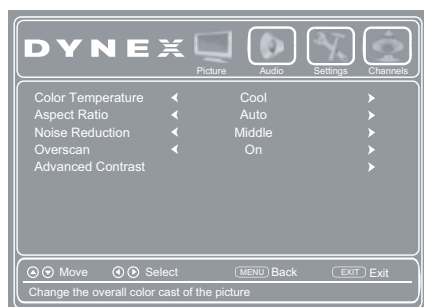 DYNEX
Picture Audio Settings Channels
Color Temperature Cool
Aspect Ratio Auto
Noise Reduction Middle
Overscan On
Advanced Contrast
Move Select MENU Back EXIT Exit
Change the overall color cast of the picture